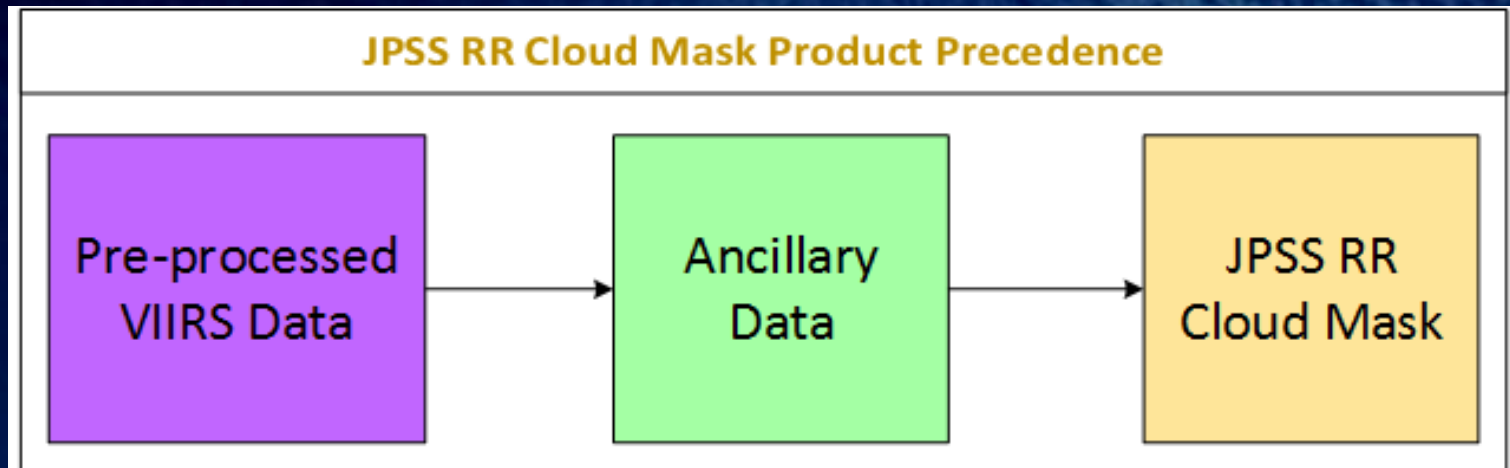 JPSS RR Cloud Mask Product Precedence
Pre-processed
VIIRS Data
Ancillary
Data
JPSS RR
Cloud Mask